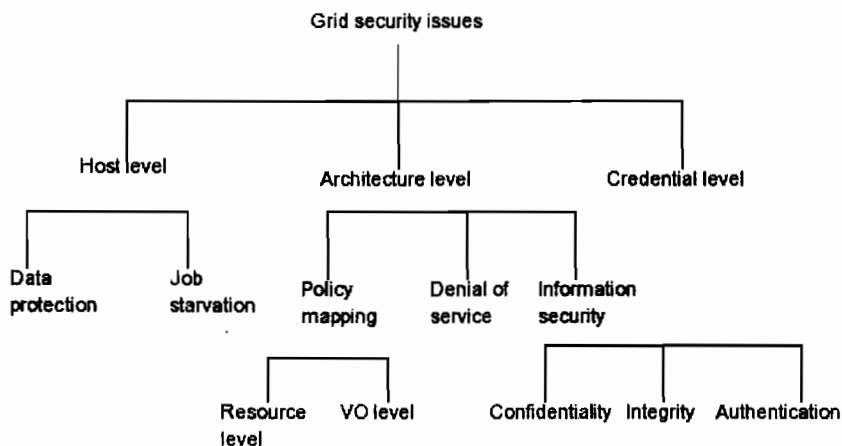 Grid security issues
Host level
Architecture level
Credential level
Data
protection
Job
starvation
Policy
mapping
Denial of
service
Information
security
Resource
level
VO level
Confidentiality
Integrity
Authentication